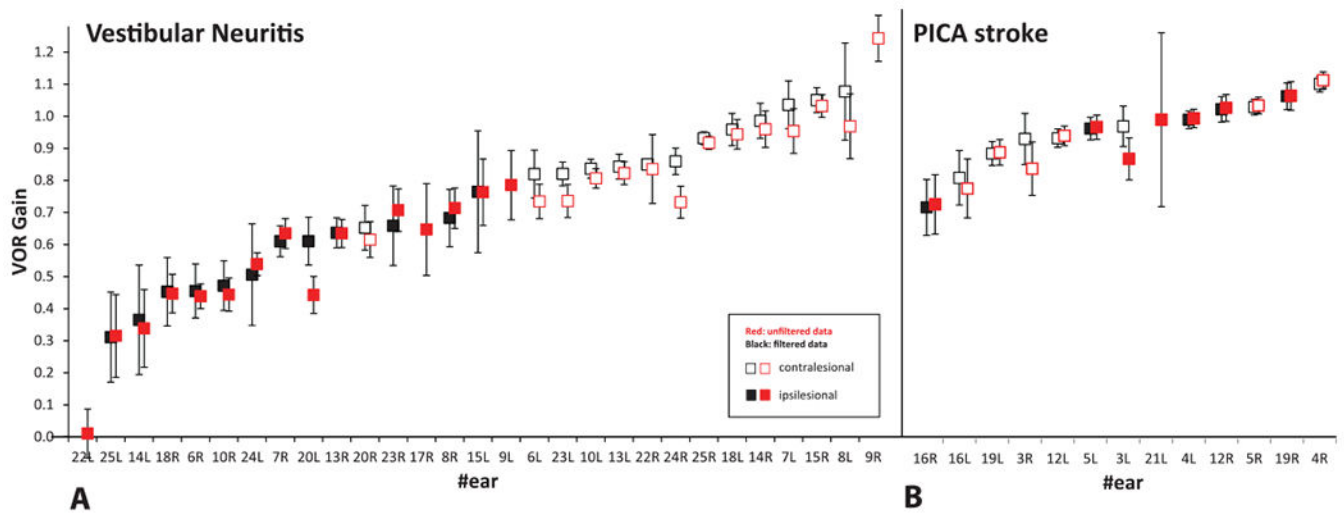 Vestibular Neuritis
PICA stroke
VOR Gain
1.2
1.1
1.0
0.9
0.8
0.7
0.6
0.5
0.4
0.3
0.2
0.1
0.0
Red: unfiltered data
Black: filtered data
contralesional
ipsilesional
22L 25L 14L 18R 6R 10R 24L 7R 20L 13R 20R 23R 17R 8R 15L 9L 6L 23L 10L 13L 22R 24R 25R 18L 14R 7L 15R 8L 9R
#ear
A
16R 16L 19L 3R 12L 5L 3L 21L 4L 12R 5R 19R 4R
#ear
B